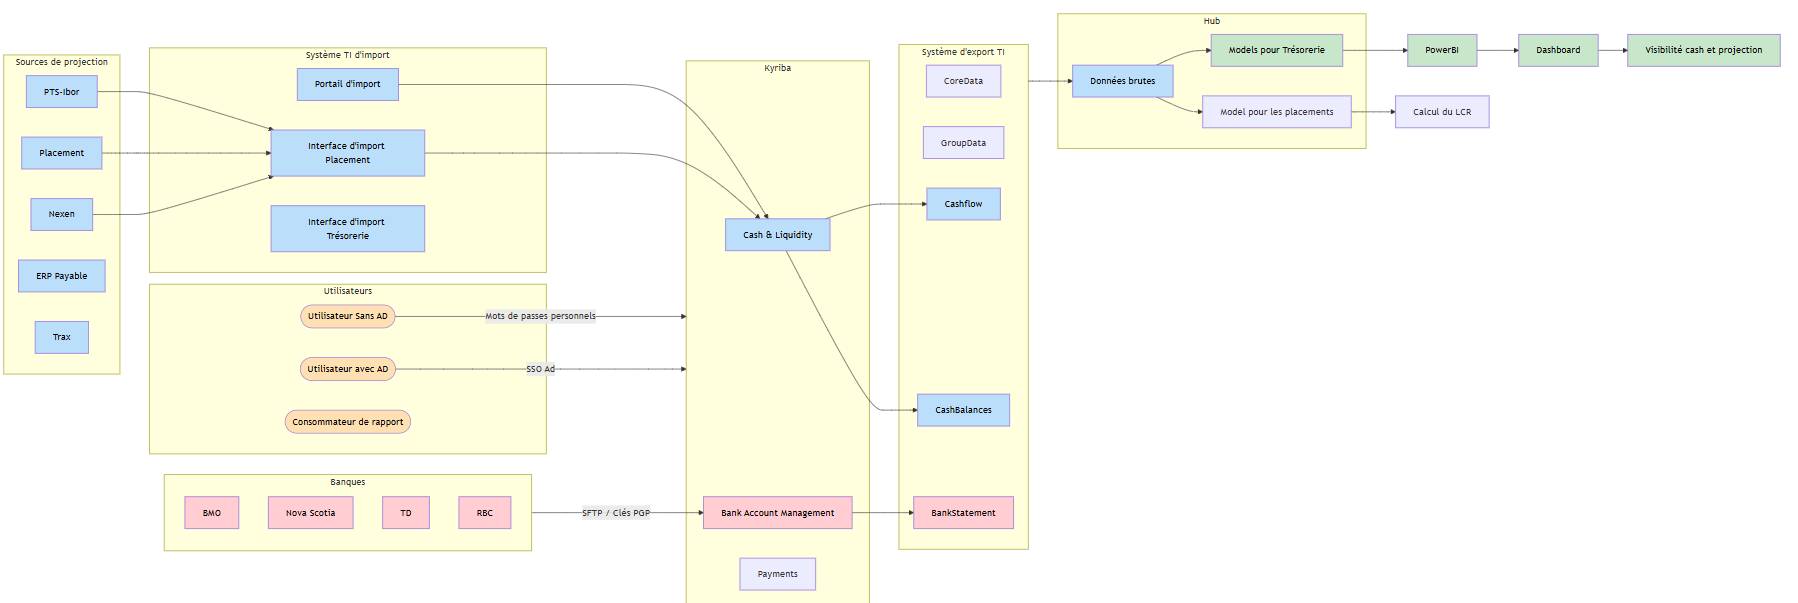 Sources de projection
PTS-Ibor
Placement
Nexen
ERP Payable
Trax
Système TI d'import
Portail d'import
Interface d'import
Placement
Interface d'import
Trésorerie
Utilisateurs
Utilisateur Sans AD
Mots de passes personnels
Utilisateur avec AD
SSO Ad
Consommateur de rapport
Banques
BMO
Nova Scotia
TD
RBC
SFTP / Clés PGP
Kyriba
Cash & Liquidity
Bank Account Management
Payments
Système d'export TI
CoreData
GroupData
Cashflow
CashBalances
BankStatement
Hub
Données brutes
Models pour Trésorerie
Model pour les placements
PowerBI
Dashboard
Visibilité cash et projection
Calcul du LCR